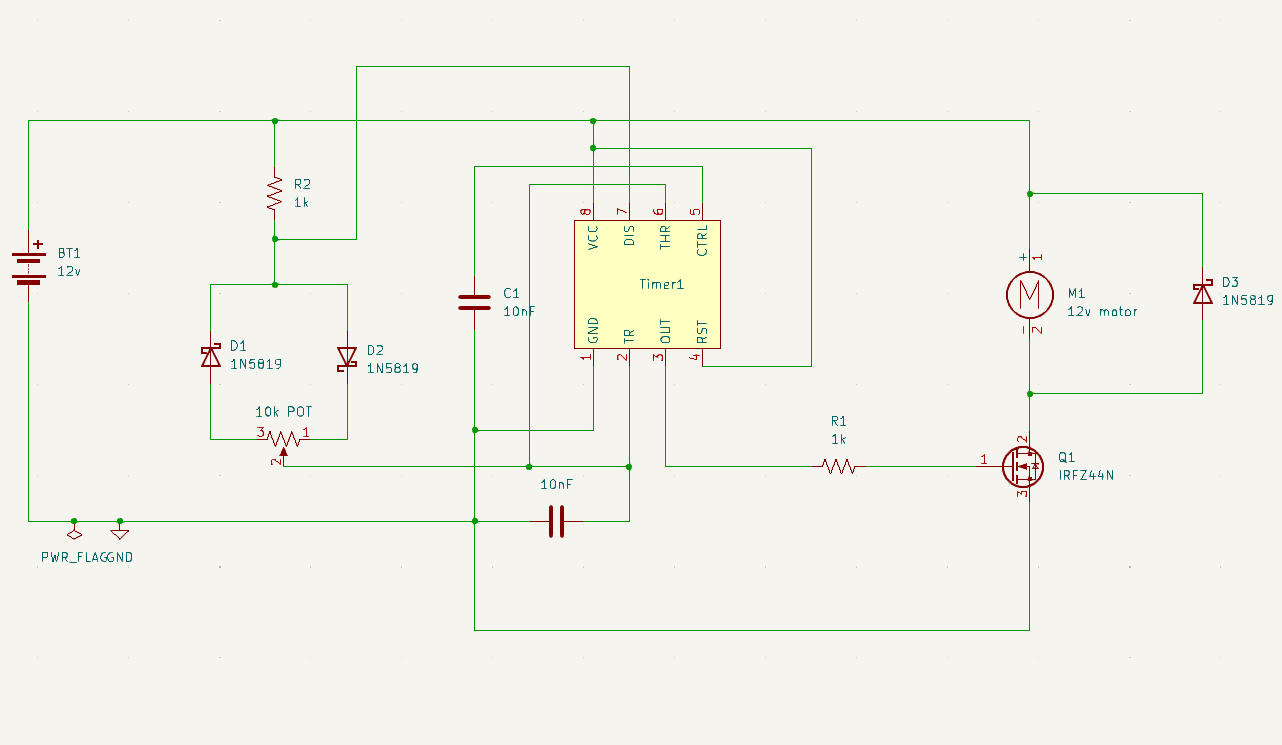 R2
1k
8
7
6
5
VCC
DIS
THR
CTRL
+
BT1
12v
Timer1
C1
10nF
+
1
M1
12v motor
-
2
D3
1N5819
GND
TR
OUT
RST
1
2
3
4
D1
1N5819
D2
1N5819
10k POT
3
1
2
R1
1k
2
1
Q1
IRFZ44N
3
10nF
PWR_FLAG
GND